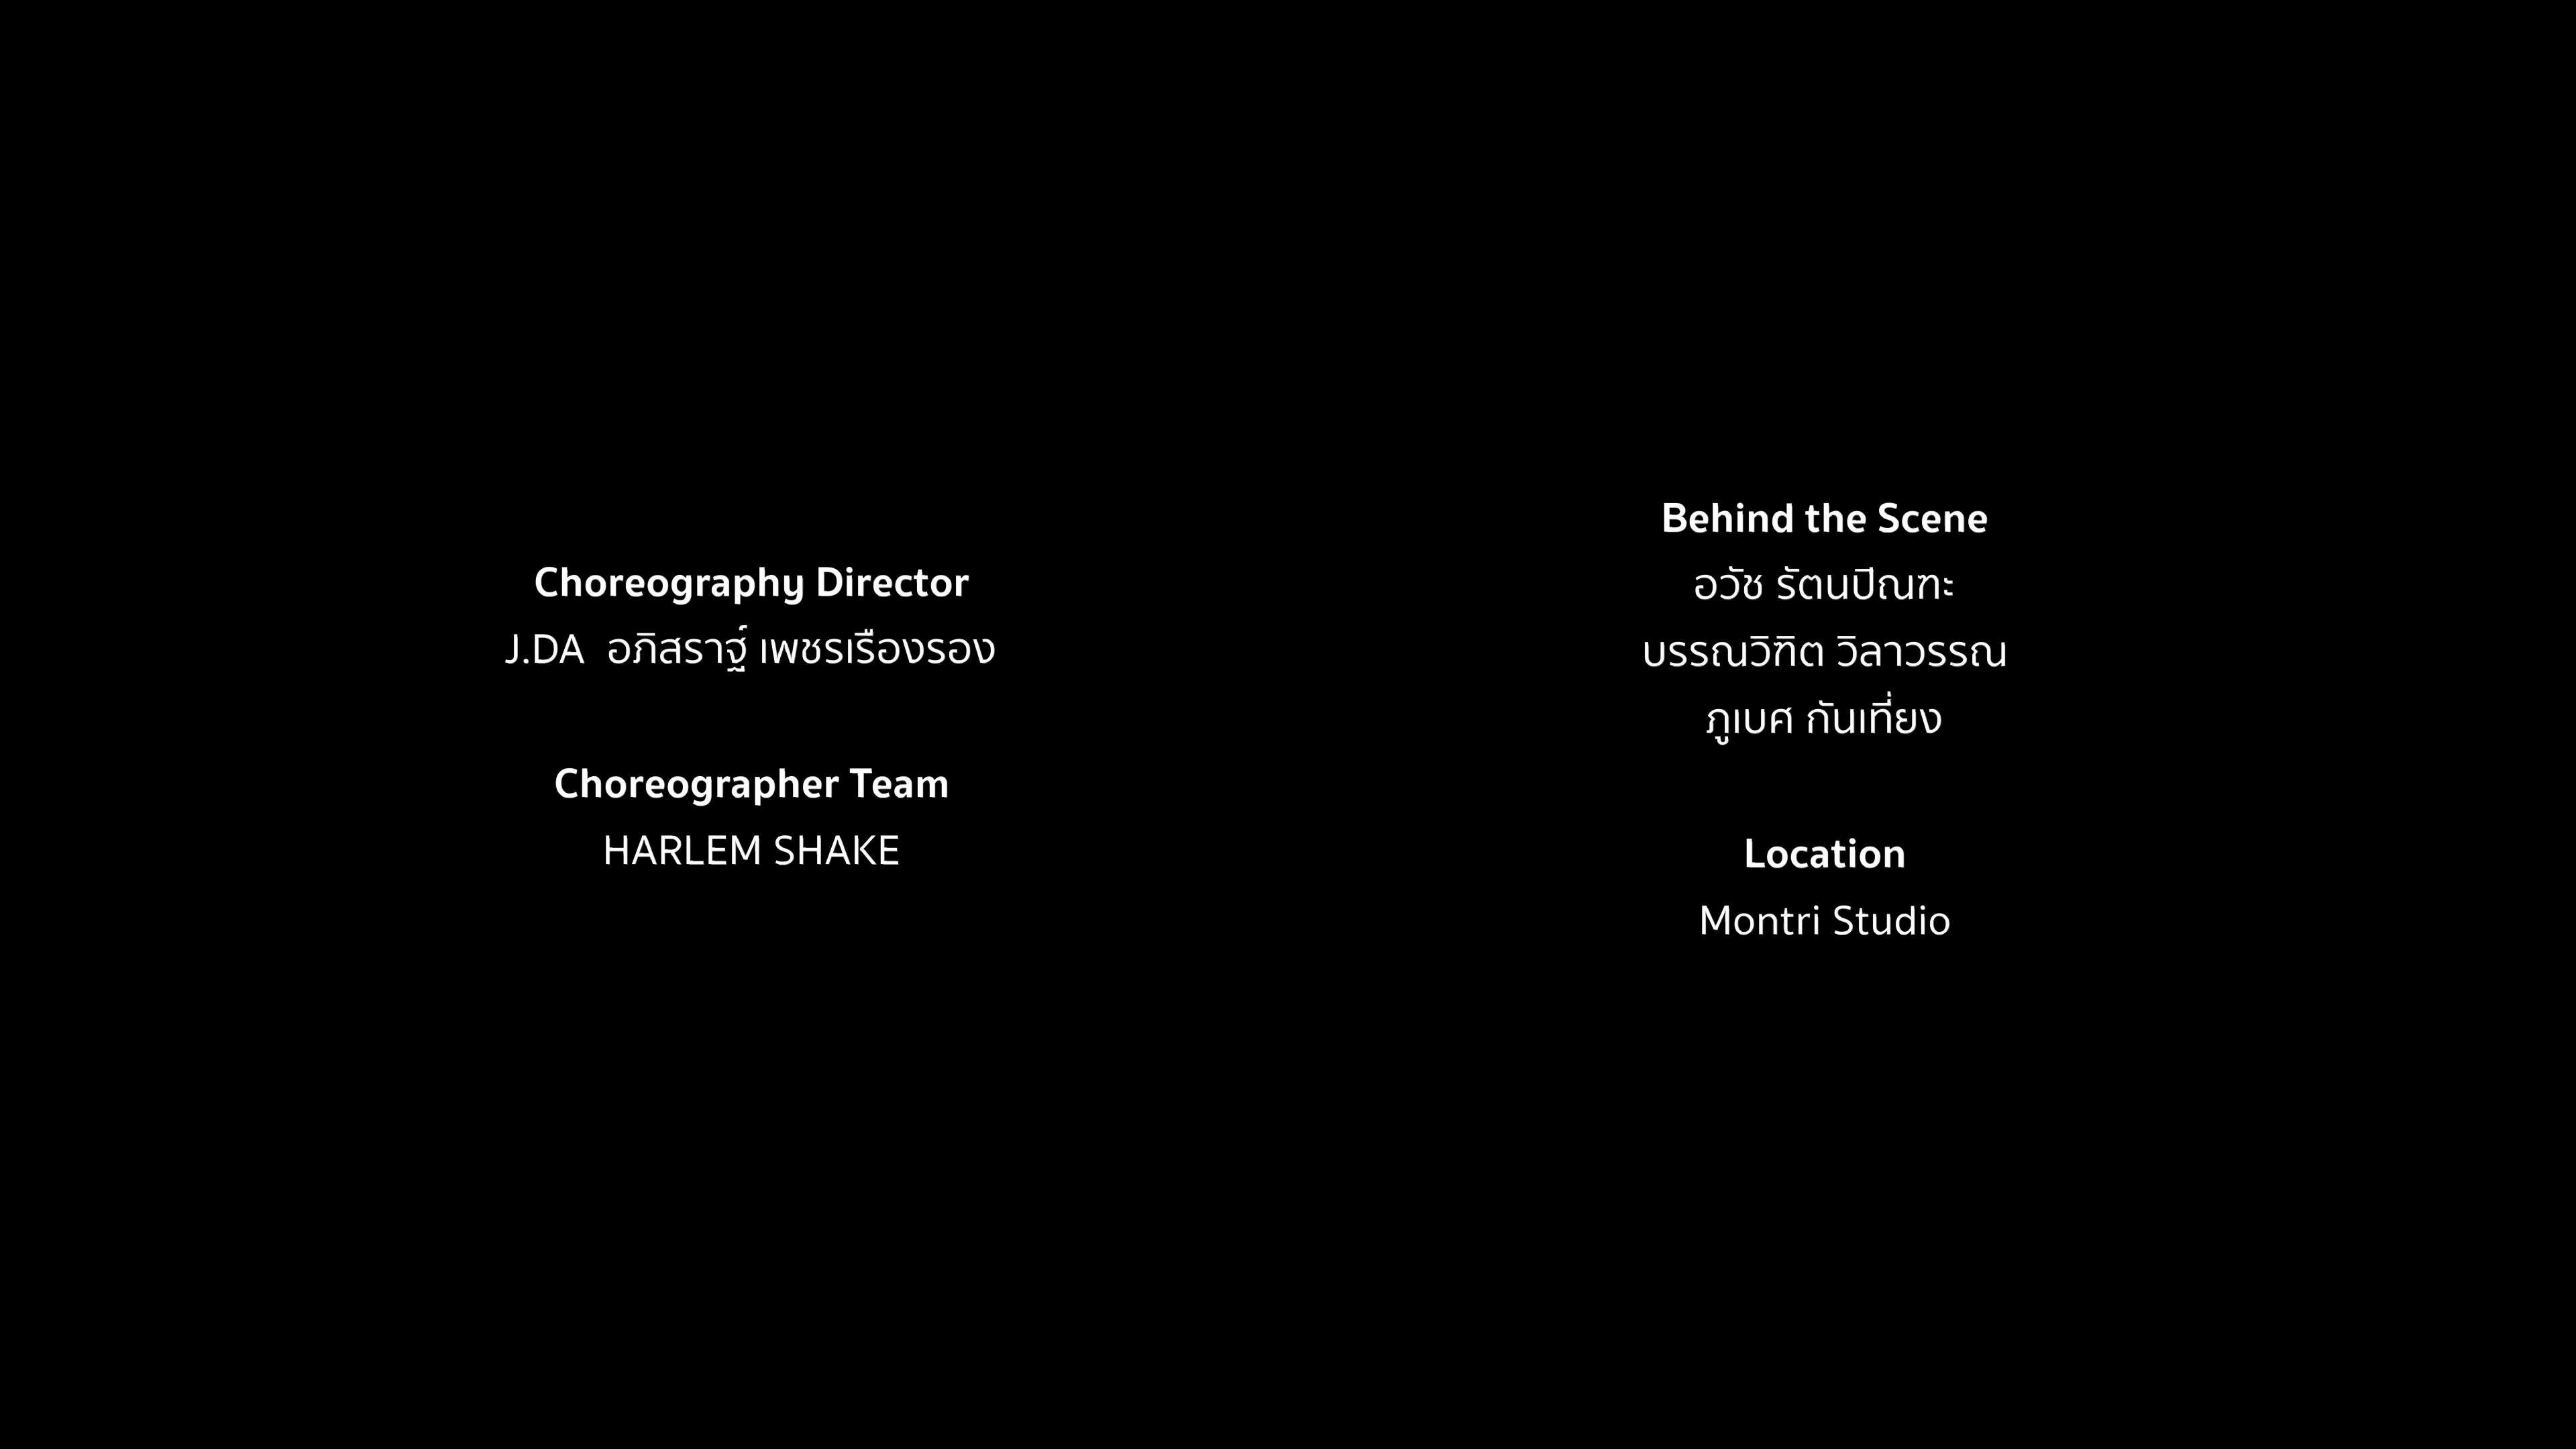 Choreography Director
J.DA อภิสราฐ์ เพชรเรืองรอง
Choreographer Team
HARLEM SHAKE
Behind the Scene
อวัช รัตนปิณฑะ
บรรณวิฑิต วิลาวรรณ
ภูเบศ กันเที่ยง
Location
Montri Studio